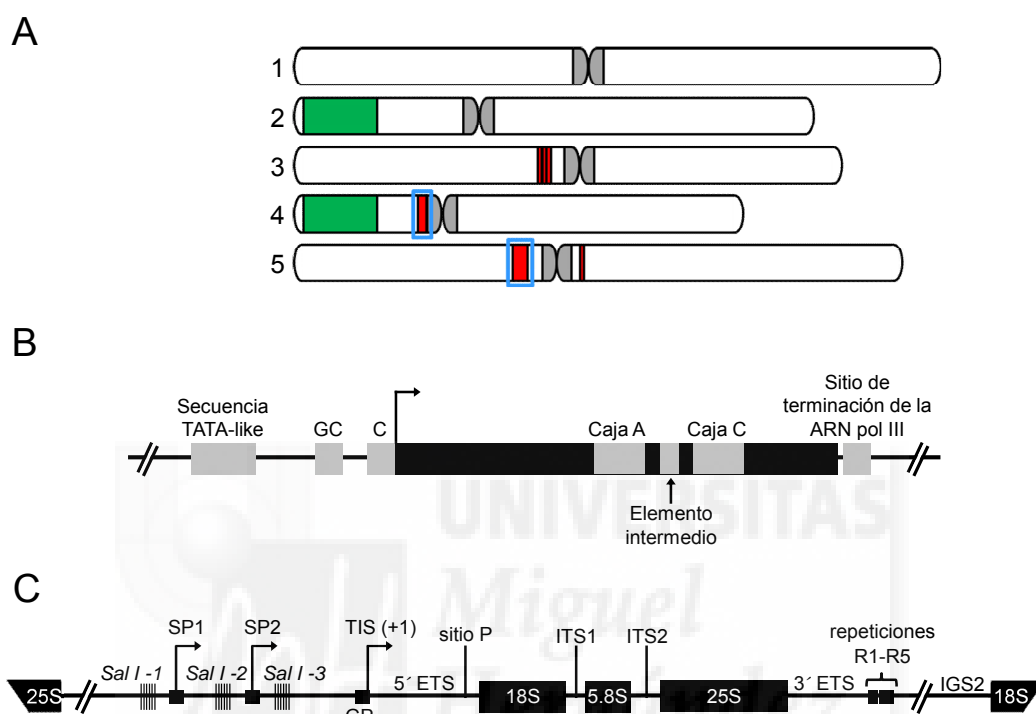 A
1
2
3
4
5
B
Secuencia
TATA-like
GC
C
Caja A
Caja C
Sitio de
terminación de la
ARN pol III
Elemento
intermedio
UNIVERSITAS
Miguel
C
SP1
SP2
TIS (+1)
sitio P
ITS1
ITS2
repeticiones
R1-R5
Sal I -1
Sal I -2
Sal I -3
5´ ETS
3´ ETS
IGS2
25S
18S
5.8S
25S
18S